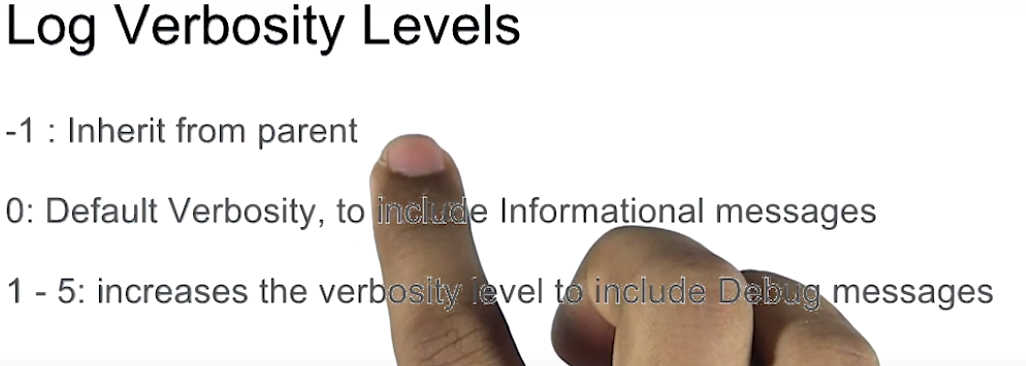 Log Verbosity Levels
-1 : Inherit from parent
0: Default Verbosity, to include Informational messages
1 - 5: increases the verbosity level to include Debug messages